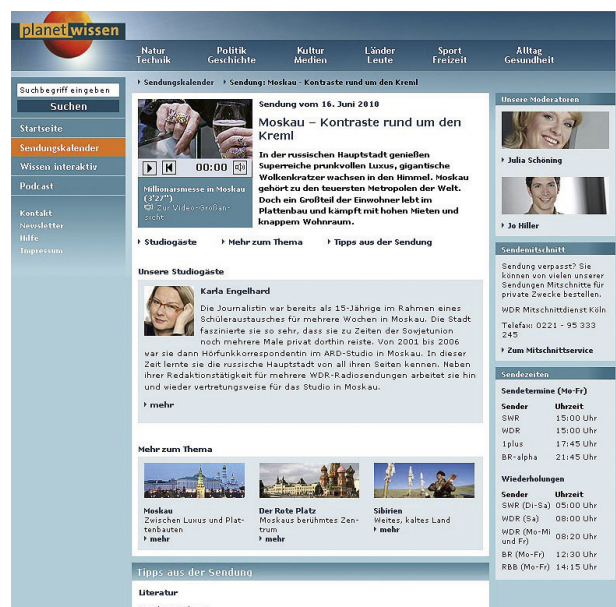 planet wissen
Natur Technik
Politik Geschichte
Kultur Medien
Länder Leute
Sport Freizeit
Alltag Gesundheit
Suchbegriff eingeben
Suchen
Startseite
Sendungskalender
Wissen interaktiv
Podcast
Kontakt
Newsletter
Hilfe
Impressum
Sendungskalender Sendung: Moskau - Kontraste rund um den Kreml
00:00
Millionärsmesse in Moskau
(3'27'')
Zur Video-Großan-
sicht
Sendung vom 16. Juni 2010
Moskau – Kontraste rund um den
Kreml
In der russischen Hauptstadt genießen
Superreiche prunkvollen Luxus, gigantische
Wolkenkratzer wachsen in den Himmel. Moskau
gehört zu den teuersten Metropolen der Welt.
Doch ein Großteil der Einwohner lebt im
Plattenbau und kämpft mit hohen Mieten und
knappem Wohnraum.
Studiogäste Mehr zum Thema Tipps aus der Sendung
Unsere Studiogäste
Karla Engelhard
Die Journalistin war bereits als 15-Jährige im Rahmen eines
Schüleraustausches für mehrere Wochen in Moskau. Die Stadt
faszinierte sie so sehr, dass sie zu Zeiten der Sowjetunion
noch mehrere Male privat dorthin reiste. Von 2001 bis 2006
war sie dann Hörfunkkorrespondentin im ARD-Studio in Moskau. In dieser
Zeit lernte sie die russische Hauptstadt von all ihren Seiten kennen. Neben
ihrer Redaktionstätigkeit für mehrere WDR-Radiosendungen arbeitet sie hin
und wieder vertretungsweise für das Studio in Moskau.
mehr
Mehr zum Thema
Moskau
Zwischen Luxus und Plat-
tenbauten
mehr
Der Rote Platz
Moskaus berühmtes Zen-
trum
mehr
Sibirien
Weites, kaltes Land
mehr
Tipps aus der Sendung
Literatur
Unsere Moderatoren
Julia Schöning
Jo Hiller
Sendemitschnitt
Sendung verpasst? Sie
können von vielen unserer
Sendungen Mitschnitte für
private Zwecke bestellen.
WDR Mitschnittdienst Köln
Telefax: 0221 - 95 333
245
Zum Mitschnittservice
Sendezeiten
Sendetermine (Mo-Fr)
Sender Uhrzeit
SWR 15:00 Uhr
WDR 15:00 Uhr
1plus 17:45 Uhr
BR-alpha 21:45 Uhr
Wiederholungen
Sender Uhrzeit
SWR (Di-Sa) 05:00 Uhr
WDR (Sa) 08:00 Uhr
WDR (Mo-Mi
und Fr) 08:20 Uhr
BR (Mo-Fr) 12:30 Uhr
RBB (Mo-Fr) 14:15 Uhr